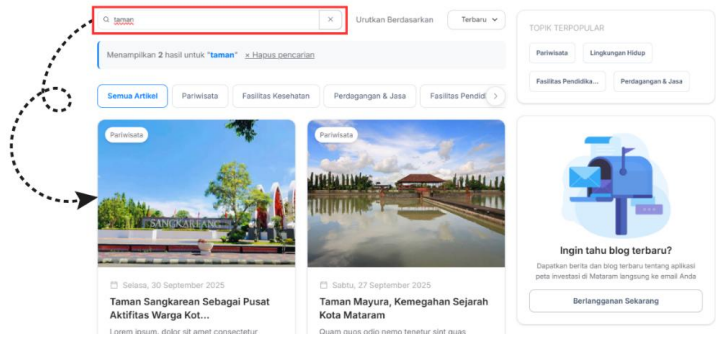 taman
×
Urutkan Berdasarkan
Terbaru
Menampilkan 2 hasil untuk "taman" × Hapus pencarian
Semua Artikel
Pariwisata
Fasilitas Kesehatan
Perdagangan & Jasa
Fasilitas Pendidi
Pariwisata
SANGKAREANG
Selasa, 30 September 2025
Taman Sangkarean Sebagai Pusat
Aktifitas Warga Kot...
Lorem ipsum, dolor sit amet consectetur
Pariwisata
Sabtu, 27 September 2025
Taman Mayura, Kemegahan Sejarah
Kota Mataram
Quam quos odio nemo tenetur sint quas
TOPIK TERPOPULAR
Pariwisata
Lingkungan Hidup
Fasilitas Pendidika...
Perdagangan & Jasa
Ingin tahu blog terbaru?
Dapatkan berita dan blog terbaru tentang aplikasi
peta investasi di Mataram langsung ke email Anda
Berlangganan Sekarang